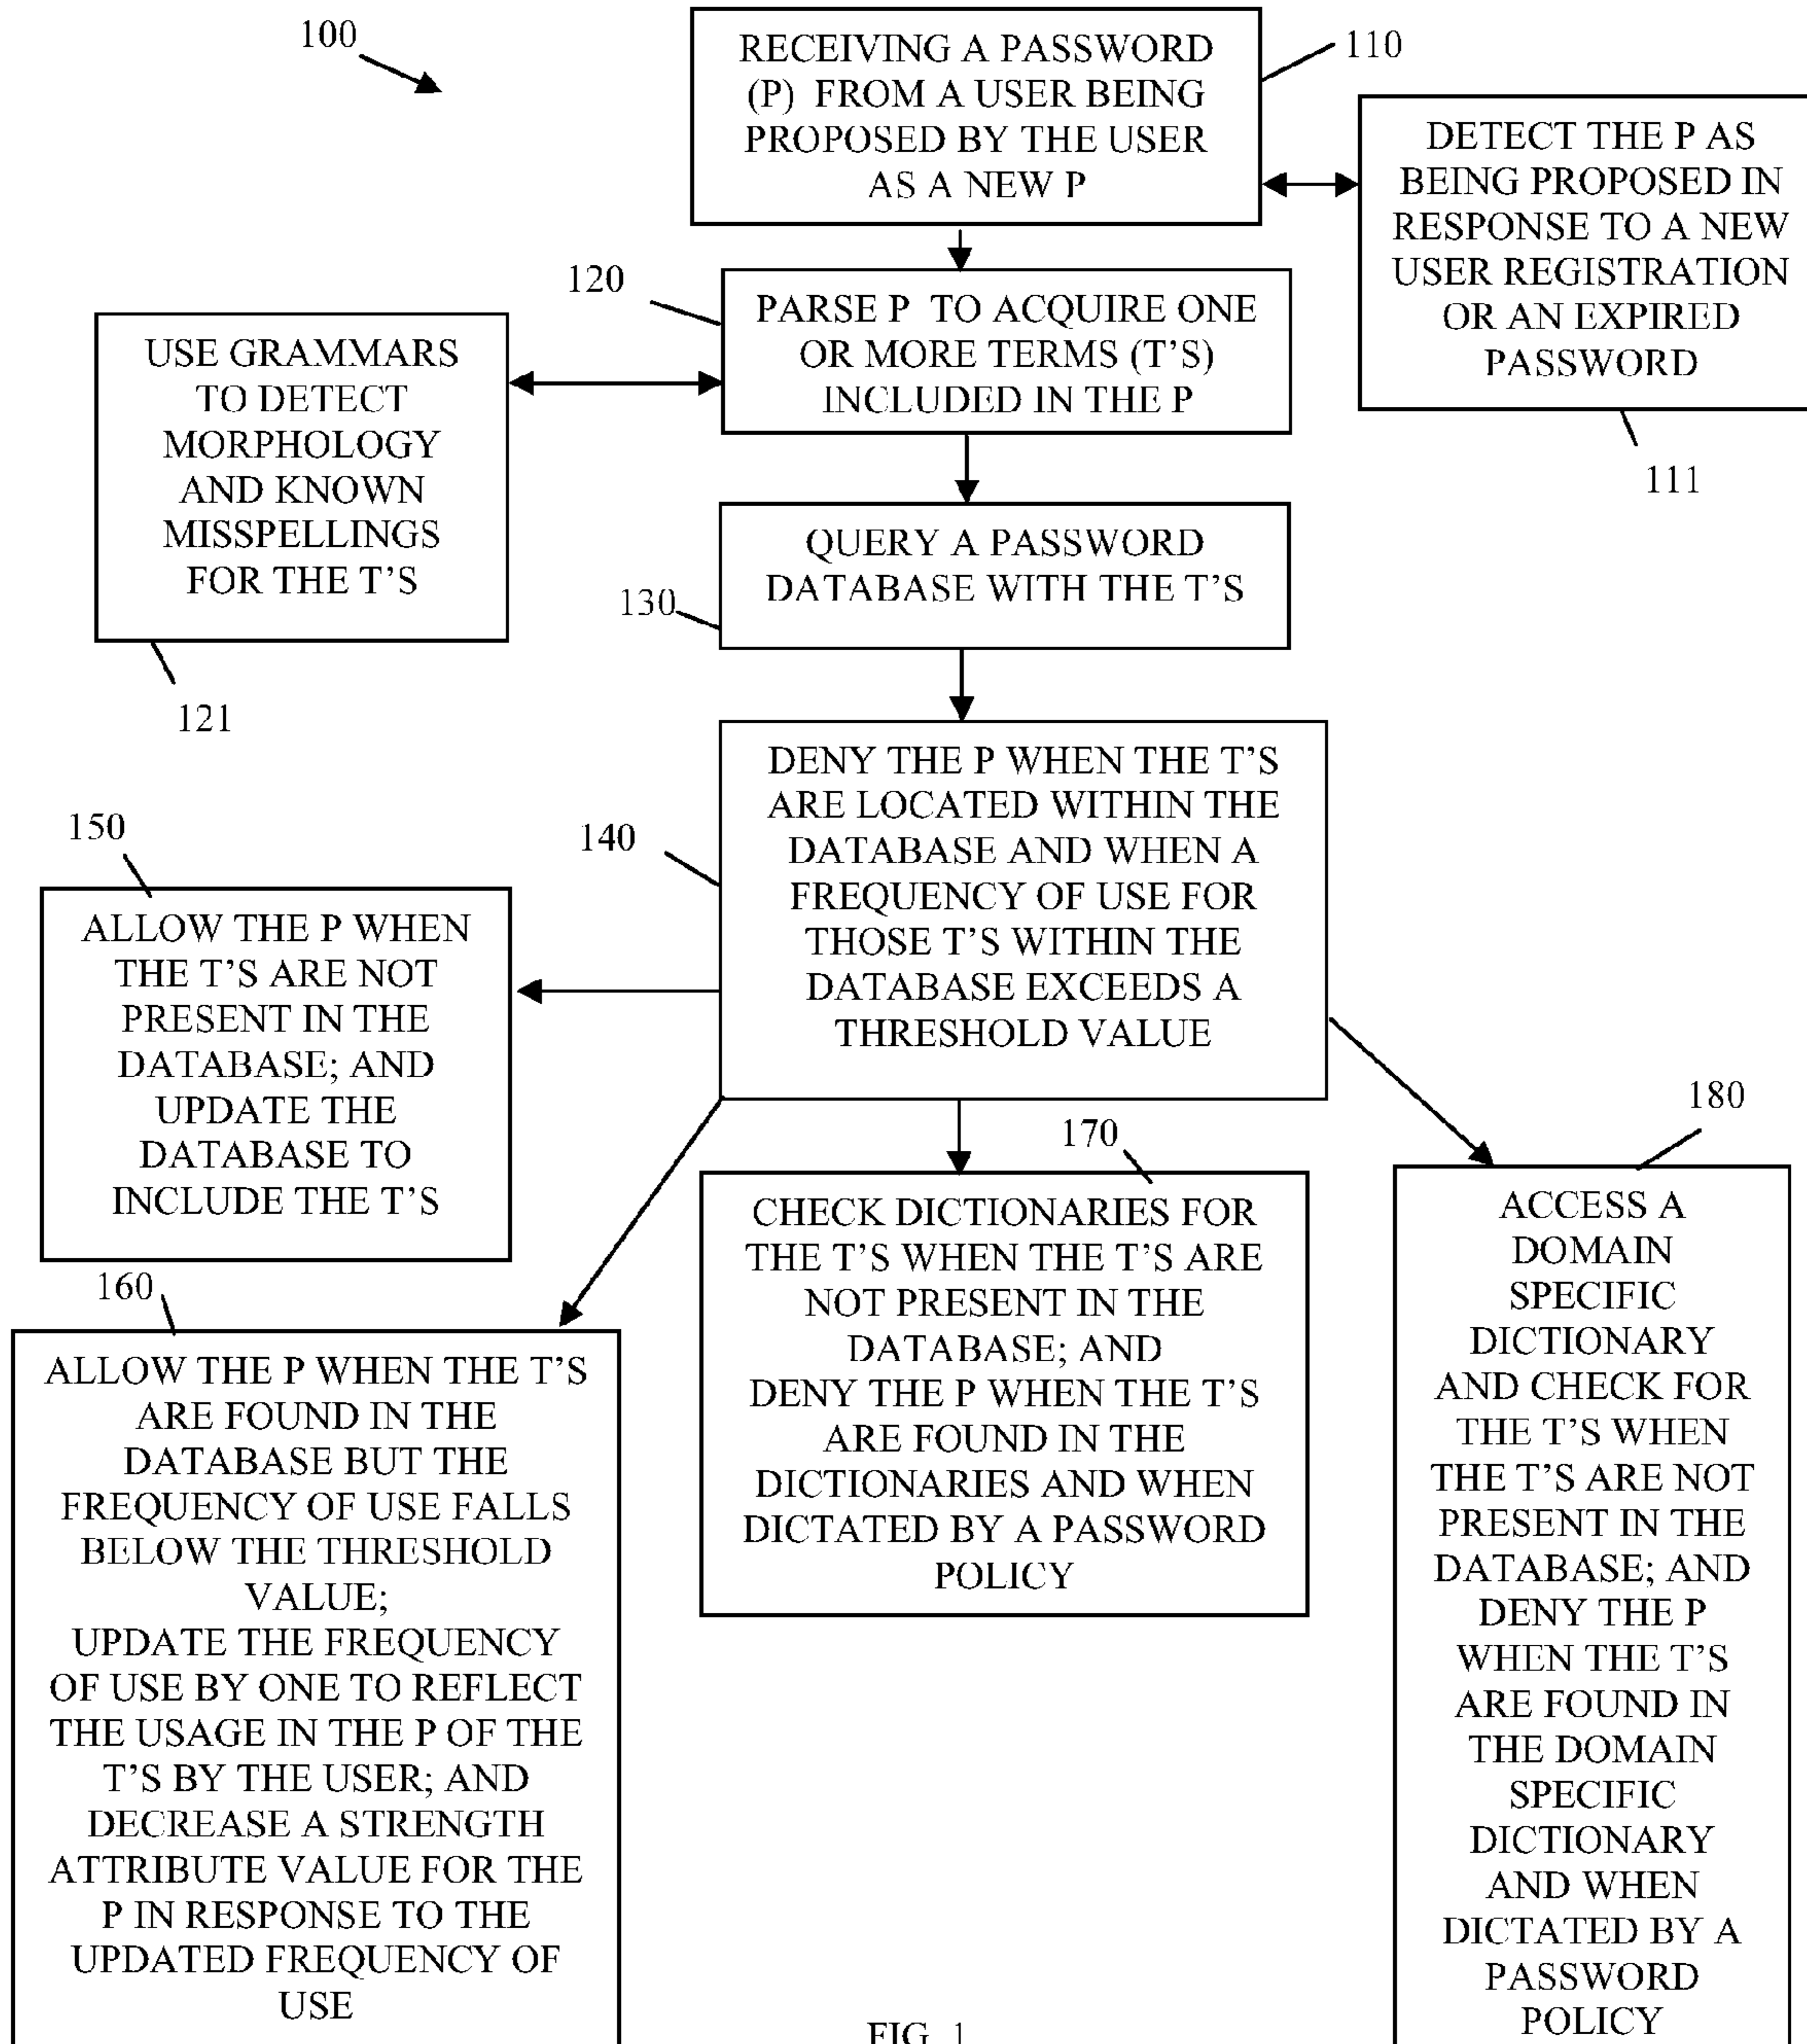 100
RECEIVING A PASSWORD
(P) FROM A USER BEING
PROPOSED BY THE USER
AS A NEW P
110
DETECT THE P AS
BEING PROPOSED IN
RESPONSE TO A NEW
USER REGISTRATION
OR AN EXPIRED
PASSWORD
111
120
PARSE P TO ACQUIRE ONE
OR MORE TERMS (T'S)
INCLUDED IN THE P
USE GRAMMARS
TO DETECT
MORPHOLOGY
AND KNOWN
MISSPELLINGS
FOR THE T'S
121
QUERY A PASSWORD
DATABASE WITH THE T'S
130
DENY THE P WHEN THE T'S
ARE LOCATED WITHIN THE
DATABASE AND WHEN A
FREQUENCY OF USE FOR
THOSE T'S WITHIN THE
DATABASE EXCEEDS A
THRESHOLD VALUE
140
150
ALLOW THE P WHEN
THE T'S ARE NOT
PRESENT IN THE
DATABASE; AND
UPDATE THE
DATABASE TO
INCLUDE THE T'S
160
ALLOW THE P WHEN THE T'S
ARE FOUND IN THE
DATABASE BUT THE
FREQUENCY OF USE FALLS
BELOW THE THRESHOLD
VALUE;
UPDATE THE FREQUENCY
OF USE BY ONE TO REFLECT
THE USAGE IN THE P OF THE
T'S BY THE USER; AND
DECREASE A STRENGTH
ATTRIBUTE VALUE FOR THE
P IN RESPONSE TO THE
UPDATED FREQUENCY OF
USE
170
CHECK DICTIONARIES FOR
THE T'S WHEN THE T'S ARE
NOT PRESENT IN THE
DATABASE; AND
DENY THE P WHEN THE T'S
ARE FOUND IN THE
DICTIONARIES AND WHEN
DICTATED BY A PASSWORD
POLICY
180
ACCESS A
DOMAIN
SPECIFIC
DICTIONARY
AND CHECK FOR
THE T'S WHEN
THE T'S ARE NOT
PRESENT IN THE
DATABASE; AND
DENY THE P
WHEN THE T'S
ARE FOUND IN
THE DOMAIN
SPECIFIC
DICTIONARY
AND WHEN
DICTATED BY A
PASSWORD
POLICY
FIG. 1